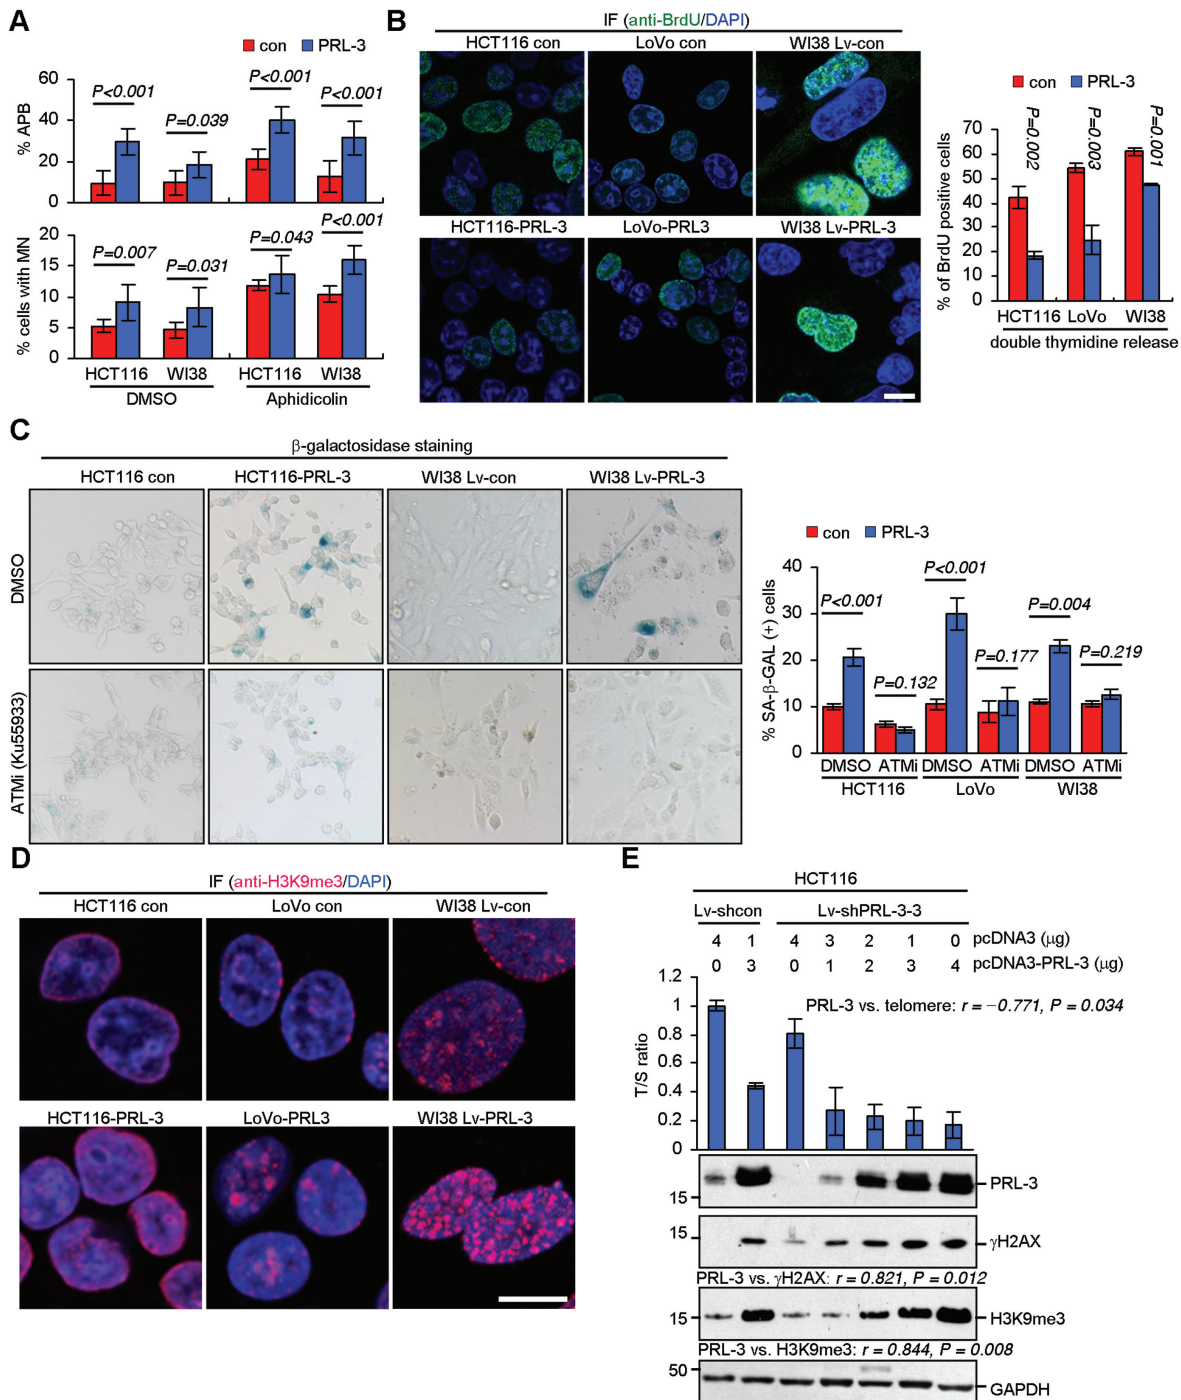 A
con PRL-3
% APB
60
40
20
0
P<0.001
P=0.039
P<0.001
P<0.001
% cells with MN
20
15
10
5
0
P=0.007
P=0.031
P=0.043
P<0.001
HCT116 WI38 HCT116 WI38
DMSO Aphidicolin
B
IF (anti-BrdU/DAPI)
HCT116 con LoVo con WI38 Lv-con
HCT116-PRL-3 LoVo-PRL3 WI38 Lv-PRL-3
con PRL-3
% of BrdU positive cells
70
60
50
40
30
20
10
0
P=0.002
P=0.003
P=0.001
HCT116 LoVo WI38
double thymidine release
C
β-galactosidase staining
HCT116 con HCT116-PRL-3 WI38 Lv-con WI38 Lv-PRL-3
DMSO
ATMi (Ku55933)
con PRL-3
% SA-β-GAL (+) cells
40
30
20
10
0
P<0.001
P=0.132
P<0.001
P=0.177
P=0.004
P=0.219
DMSO ATMi DMSO ATMi DMSO ATMi
HCT116 LoVo WI38
D
IF (anti-H3K9me3/DAPI)
HCT116 con LoVo con WI38 Lv-con
HCT116-PRL-3 LoVo-PRL3 WI38 Lv-PRL-3
E
HCT116
Lv-shcon Lv-shPRL-3-3
4 1 4 3 2 1 0 pcDNA3 (μg)
0 3 0 1 2 3 4 pcDNA3-PRL-3 (μg)
T/S ratio
1.2
1
0.8
0.6
0.4
0.2
0
PRL-3 vs. telomere: r = −0.771, P = 0.034
15 PRL-3
15 γH2AX
PRL-3 vs. γH2AX: r = 0.821, P = 0.012
15 H3K9me3
PRL-3 vs. H3K9me3: r = 0.844, P = 0.008
50 GAPDH